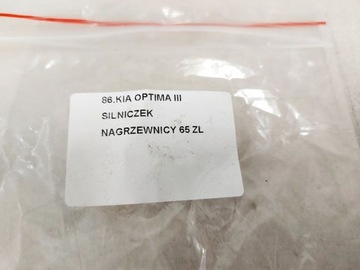 86.KIA OPTIMA III
SILNICZEK
NAGRZEWNICY 65 ZL